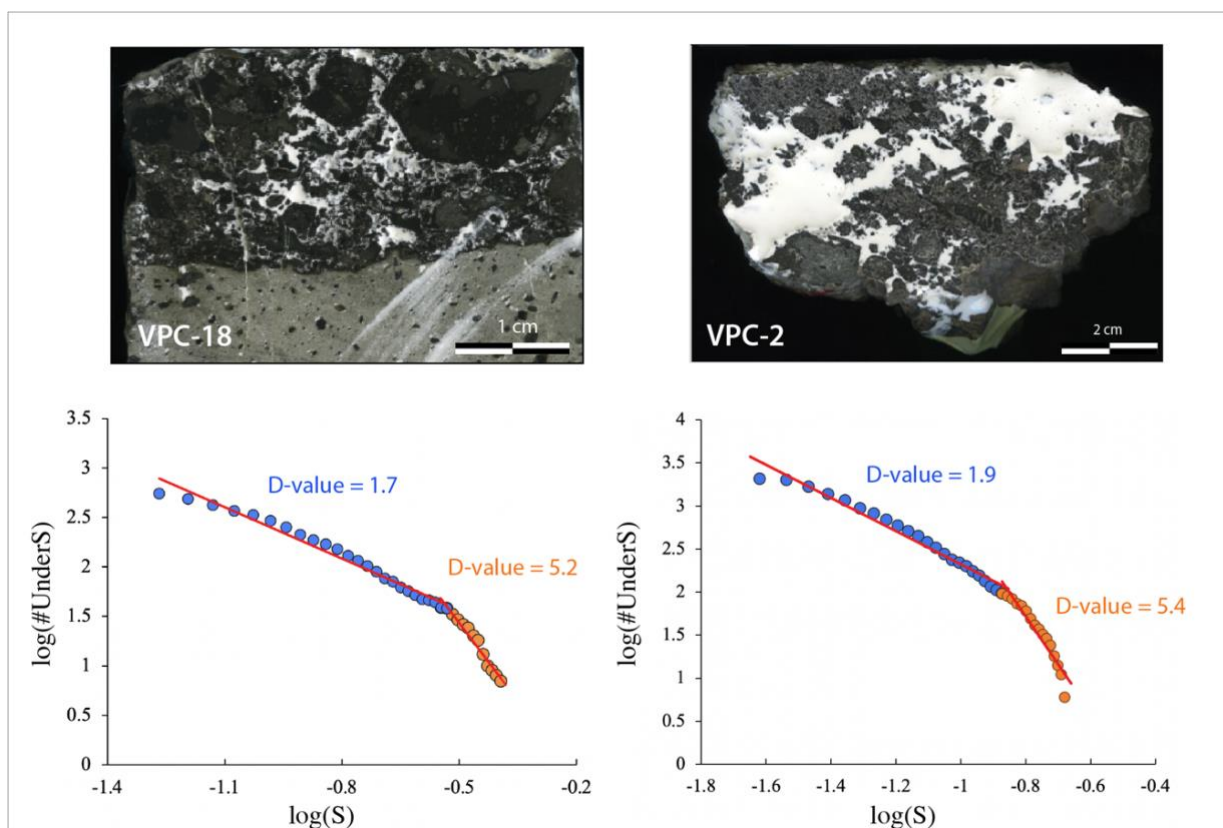 VPC-18
1 cm
VPC-2
2 cm
3.5
3
2.5
2
1.5
1
0.5
0
-1.4
-1.1
-0.8
-0.5
-0.2
log(#UnderS)
log(S)
D-value = 1.7
D-value = 5.2
4
3.5
3
2.5
2
1.5
1
0.5
0
-1.8
-1.6
-1.4
-1.2
-1
-0.8
-0.6
-0.4
log(#UnderS)
log(S)
D-value = 1.9
D-value = 5.4